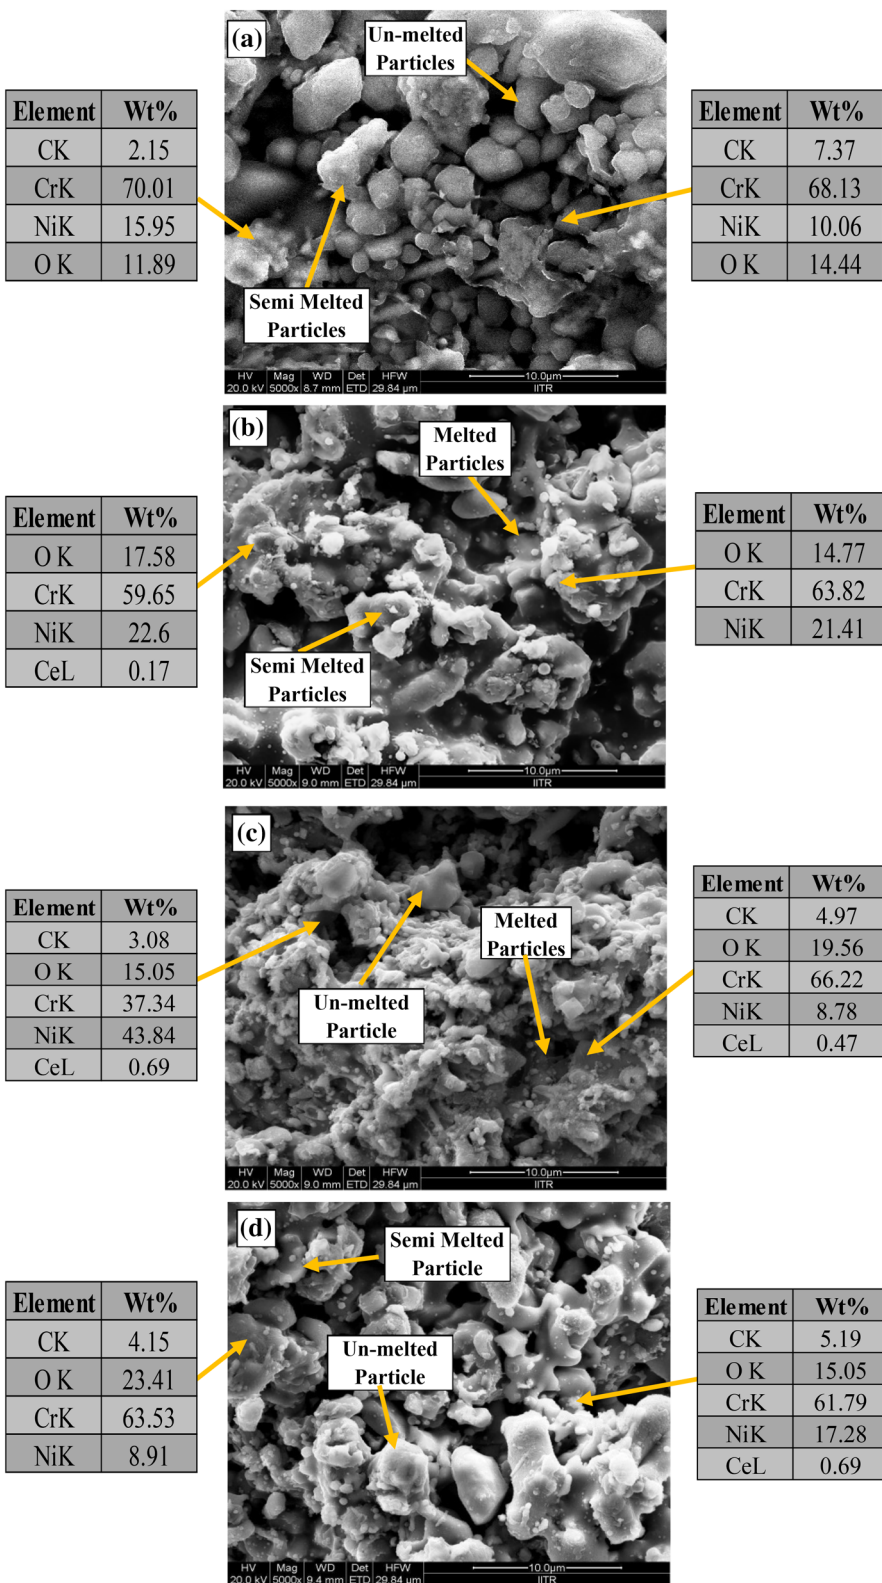 (a)
Un-melted
Particles
Element Wt%
CK 2.15
CrK 70.01
NiK 15.95
O K 11.89
Element Wt%
CK 7.37
CrK 68.13
NiK 10.06
O K 14.44
Semi Melted
Particles
HV Mag WD Det HFW 10.0µm
20.0 kV 5000x 8.7 mm ETD 29.84 µm IITR
(b)
Melted
Particles
Element Wt%
O K 17.58
CrK 59.65
NiK 22.6
CeL 0.17
Element Wt%
O K 14.77
CrK 63.82
NiK 21.41
Semi Melted
Particles
HV Mag WD Det HFW 10.0µm
20.0 kV 5000x 9.0 mm ETD 29.84 µm IITR
(c)
Melted
Particles
Un-melted
Particle
Element Wt%
CK 3.08
O K 15.05
CrK 37.34
NiK 43.84
CeL 0.69
Element Wt%
CK 4.97
O K 19.56
CrK 66.22
NiK 8.78
CeL 0.47
HV Mag WD Det HFW 10.0µm
20.0 kV 5000x 9.0 mm ETD 29.84 µm IITR
(d)
Semi Melted
Particle
Un-melted
Particle
Element Wt%
CK 4.15
O K 23.41
CrK 63.53
NiK 8.91
Element Wt%
CK 5.19
O K 15.05
CrK 61.79
NiK 17.28
CeL 0.69
HV Mag WD Det HFW 10.0µm
20.0 kV 5000x 9.4 mm ETD 29.84 µm IITR